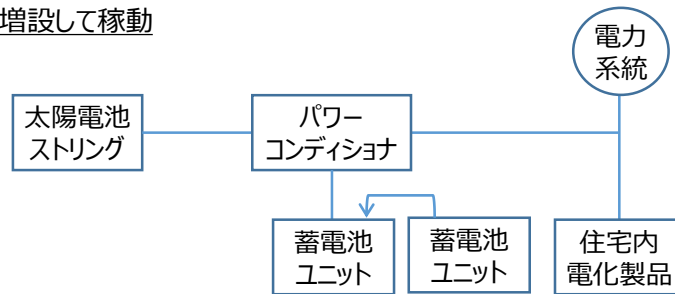 増設して稼動
電力
系統
太陽電池
ストリング
パワー
コンディショナ
蓄電池
ユニット
蓄電池
ユニット
住宅内
電化製品